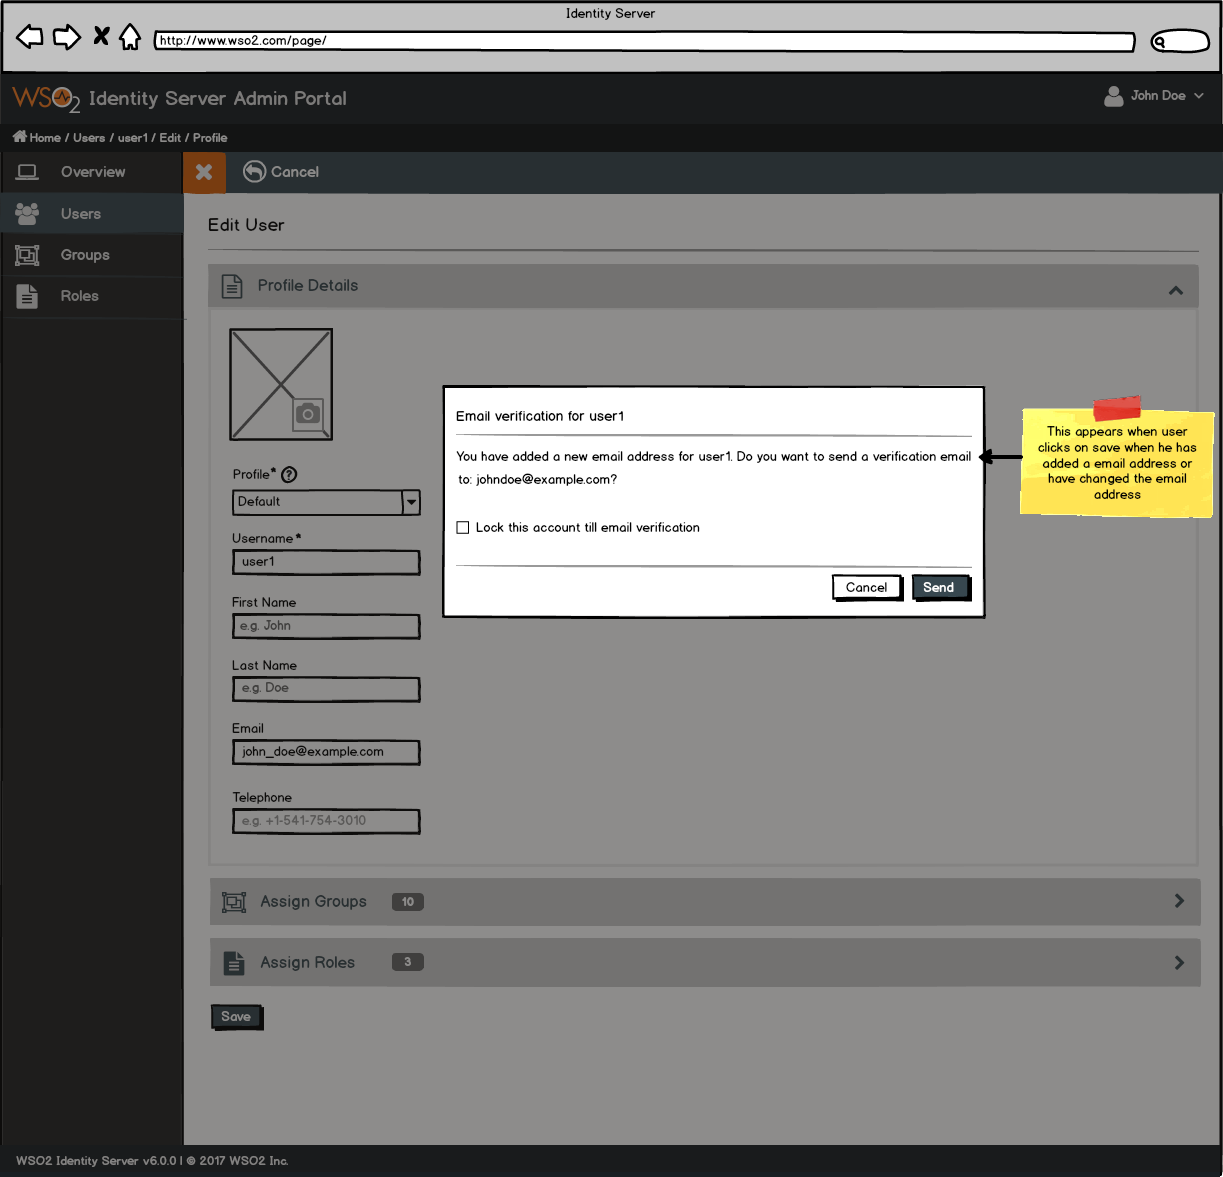 Identity Server
http://www.wso2.com/page/
WSO2 Identity Server Admin Portal
John Doe
Home / Users / user1 / Edit / Profile
Overview
Cancel
Users
Groups
Roles
Edit User
Profile Details
Profile* ?
Default
Username*
user1
First Name
e.g. John
Last Name
e.g. Doe
Email
john_doe@example.com
Telephone
e.g. +1-541-754-3010
Email verification for user1
You have added a new email address for user1. Do you want to send a verification email
to: johndoe@example.com?
Lock this account till email verification
Cancel
Send
This appears when user
clicks on save when he has
added a email address or
have changed the email
address
Assign Groups 10
Assign Roles 3
Save
WSO2 Identity Server v6.0.0 | © 2017 WSO2 Inc.